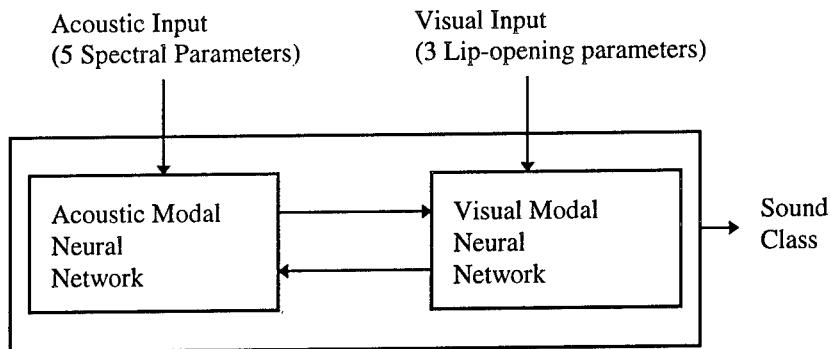 Acoustic Input
(5 Spectral Parameters)
Visual Input
(3 Lip-opening parameters)
Acoustic Modal
Neural
Network
Visual Modal
Neural
Network
Sound
Class